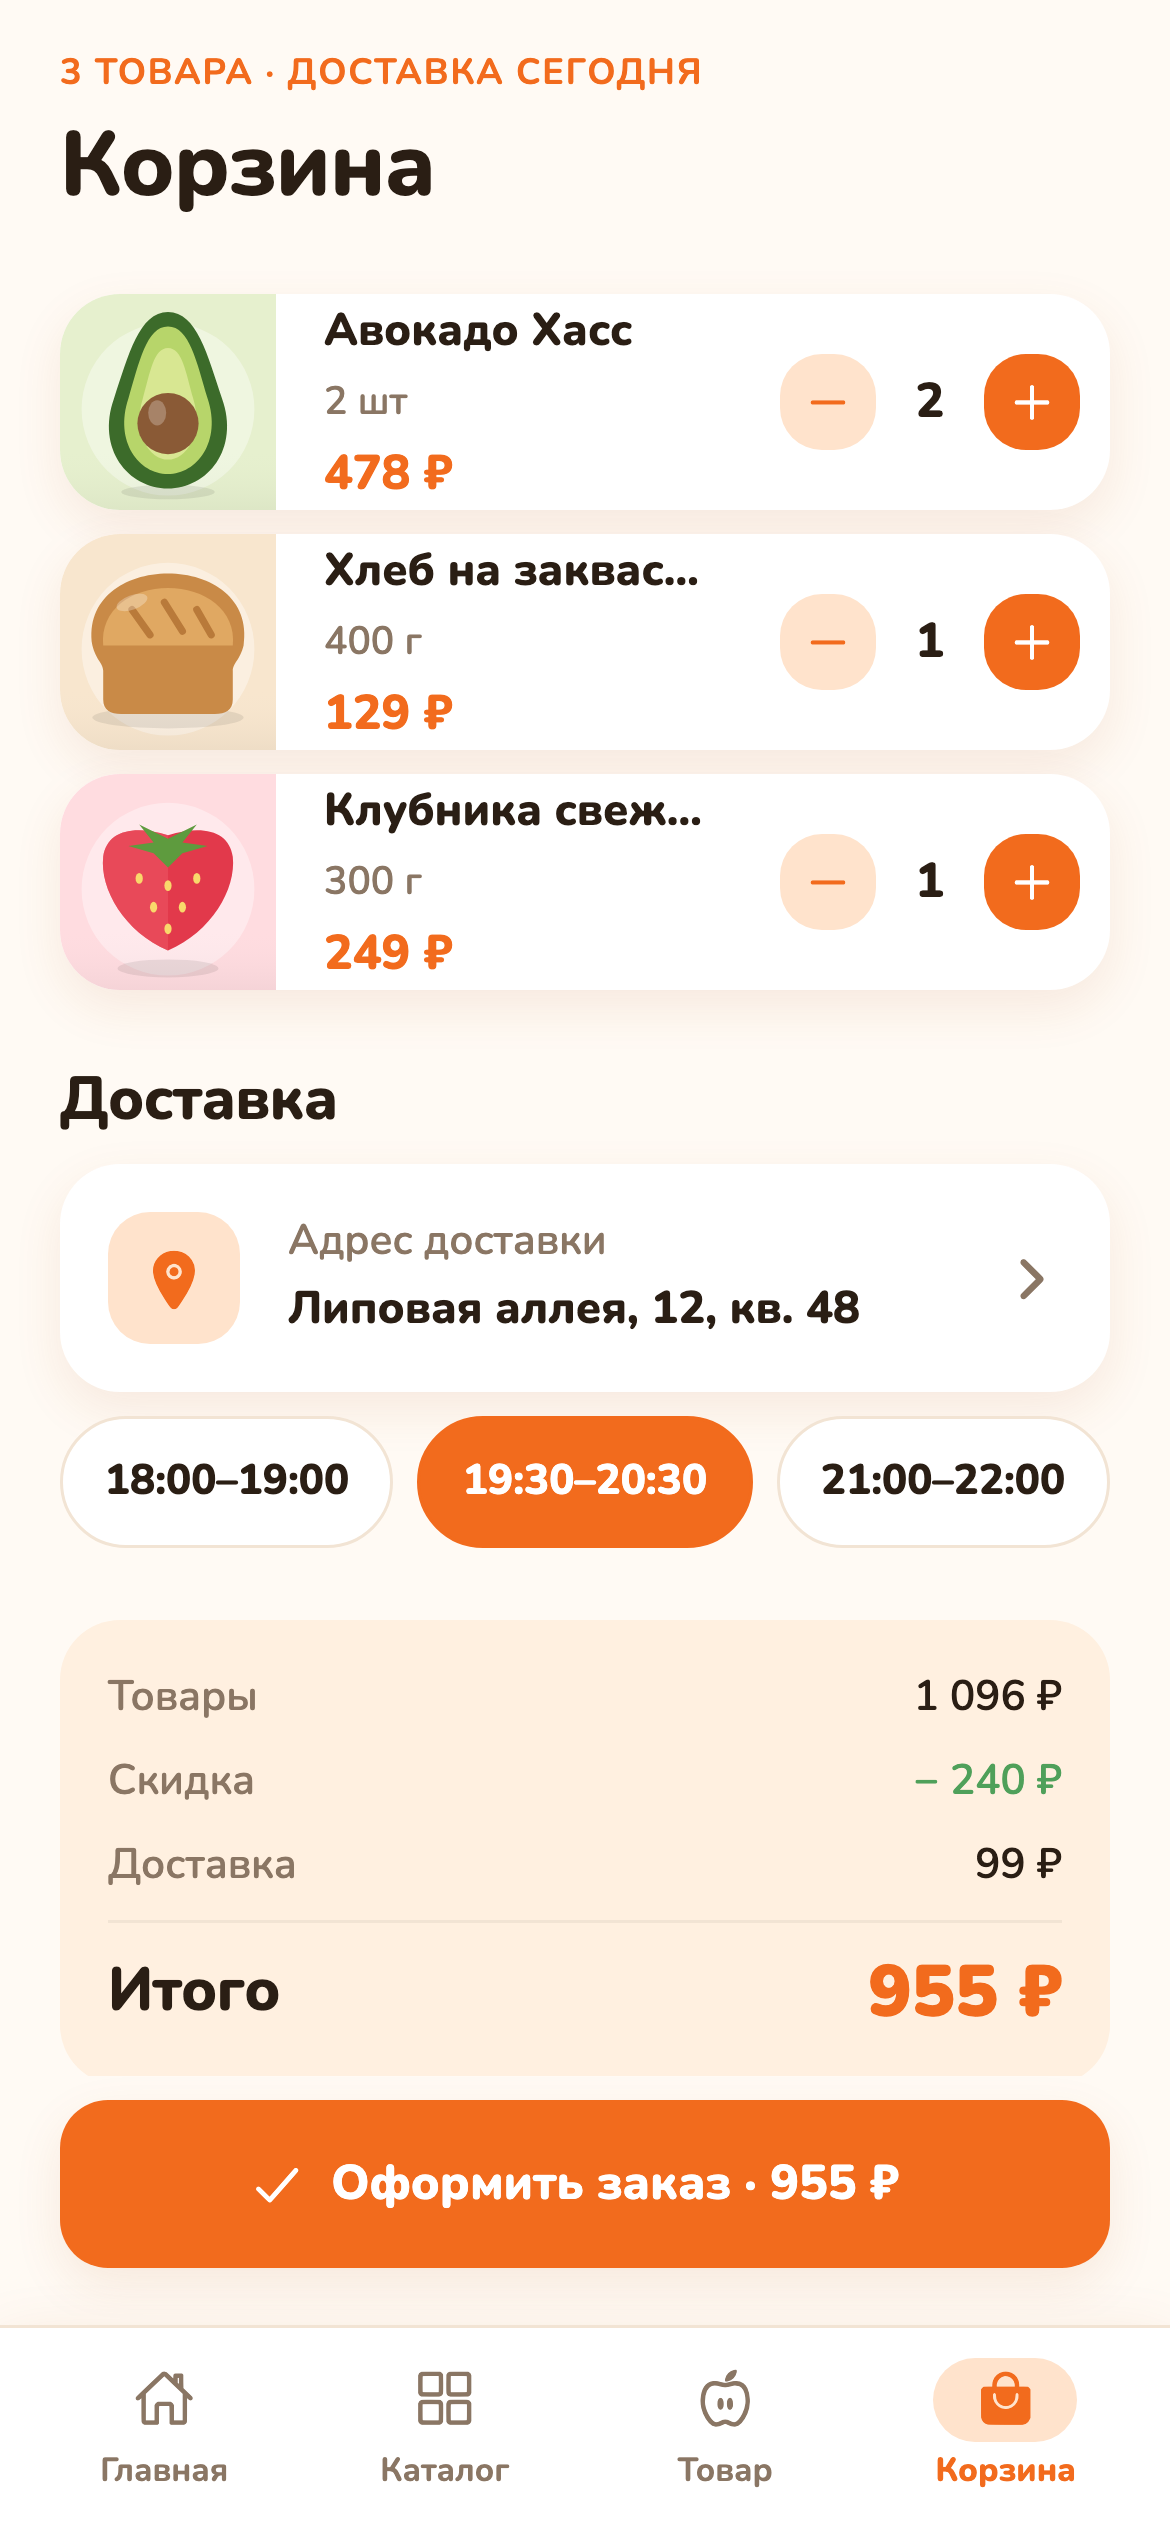 3 ТОВАРА · ДОСТАВКА СЕГОДНЯ
Корзина
Авокадо Хасс
2 шт
478 ₽
2
Хлеб на заквас...
400 г
129 ₽
1
Клубника свеж...
300 г
249 ₽
1
Доставка
Адрес доставки
Липовая аллея, 12, кв. 48
18:00–19:00
19:30–20:30
21:00–22:00
Товары 1 096 ₽
Скидка – 240 ₽
Доставка 99 ₽
Итого 955 ₽
Оформить заказ · 955 ₽
Главная
Каталог
Товар
Корзина